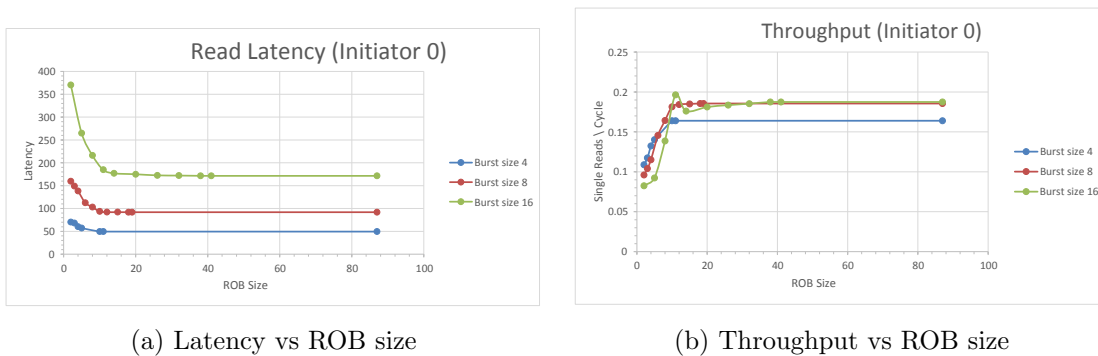 Read Latency (Initiator 0)
400
350
300
250
200
150
100
50
0
Latency
0 20 40 60 80 100
ROB Size
Burst size 4
Burst size 8
Burst size 16
(a) Latency vs ROB size
Throughput (Initiator 0)
0.25
0.2
0.15
0.1
0.05
0
Single Reads \ Cycle
0 20 40 60 80 100
ROB Size
Burst size 4
Burst size 8
Burst size 16
(b) Throughput vs ROB size